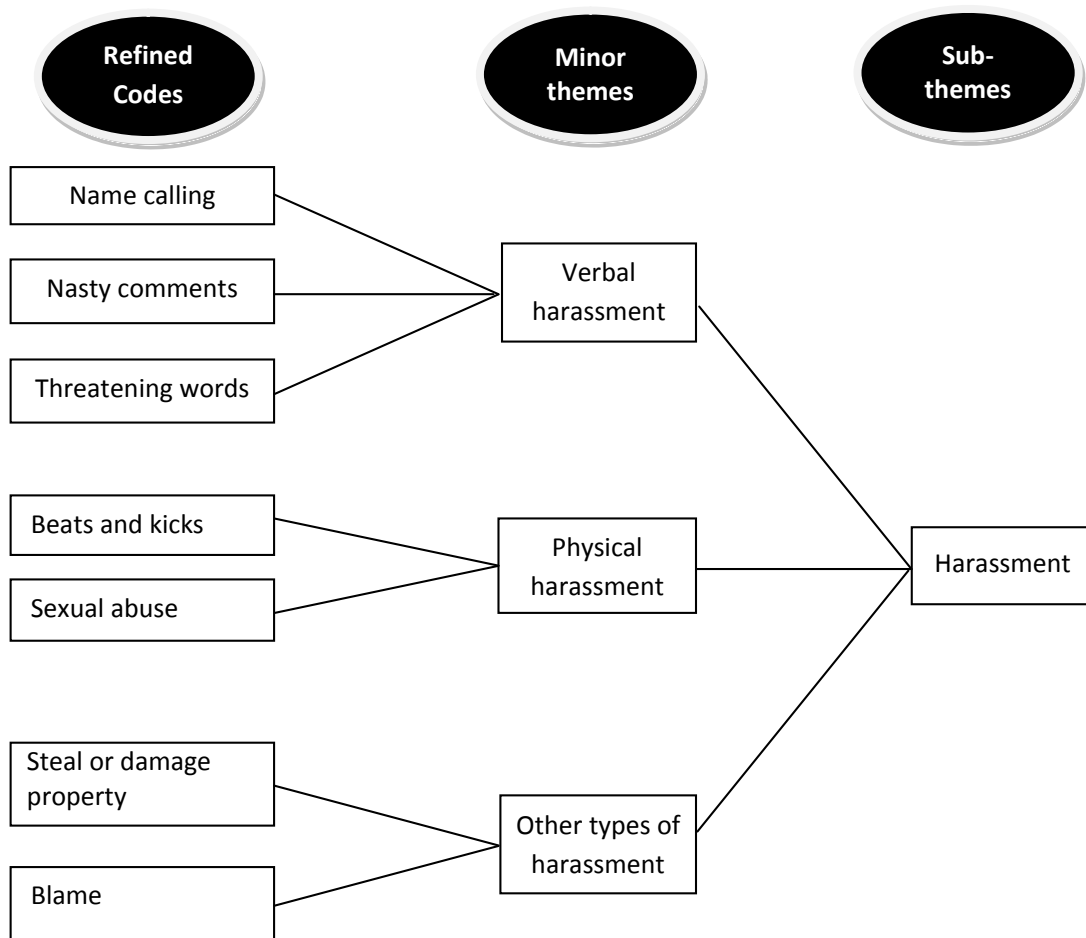 Refined
Codes
Minor
themes
Sub-
themes
Name calling
Nasty comments
Threatening words
Verbal
harassment
Beats and kicks
Sexual abuse
Physical
harassment
Harassment
Steal or damage
property
Blame
Other types of
harassment